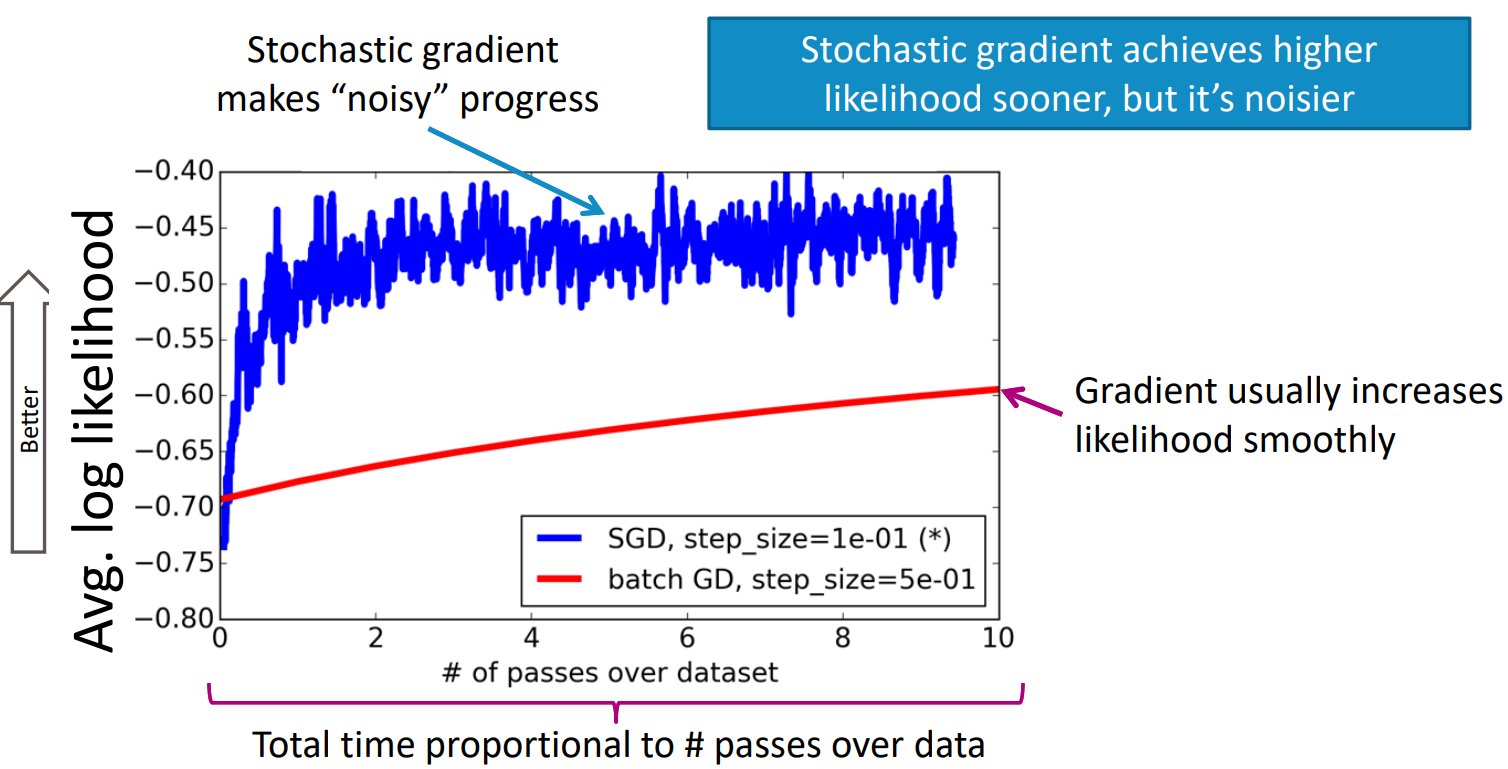 Stochastic gradient
makes “noisy” progress
Stochastic gradient achieves higher
likelihood sooner, but it’s noisier
Better
Avg. log likelihood
−0.40
−0.45
−0.50
−0.55
−0.60
−0.65
−0.70
−0.75
−0.80
0 2 4 6 8 10
# of passes over dataset
SGD, step_size=1e-01 (*)
batch GD, step_size=5e-01
Gradient usually increases
likelihood smoothly
Total time proportional to # passes over data